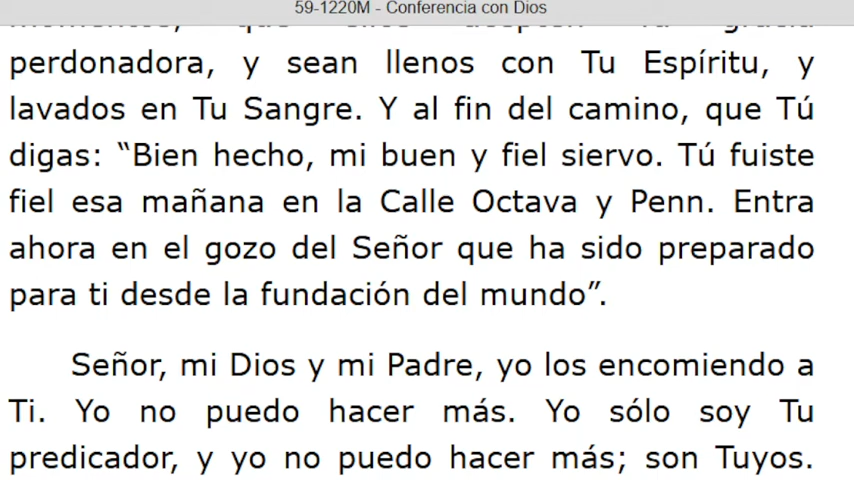 59-1220M - Conferencia con Dios
perdonadora, y sean llenos con Tu Espíritu, y
lavados en Tu Sangre. Y al fin del camino, que Tú
digas: “Bien hecho, mi buen y fiel siervo. Tú fuiste
fiel esa mañana en la Calle Octava y Penn. Entra
ahora en el gozo del Señor que ha sido preparado
para ti desde la fundación del mundo”.
Señor, mi Dios y mi Padre, yo los encomiendo a
Ti. Yo no puedo hacer más. Yo sólo soy Tu
predicador, y yo no puedo hacer más; son Tuyos.